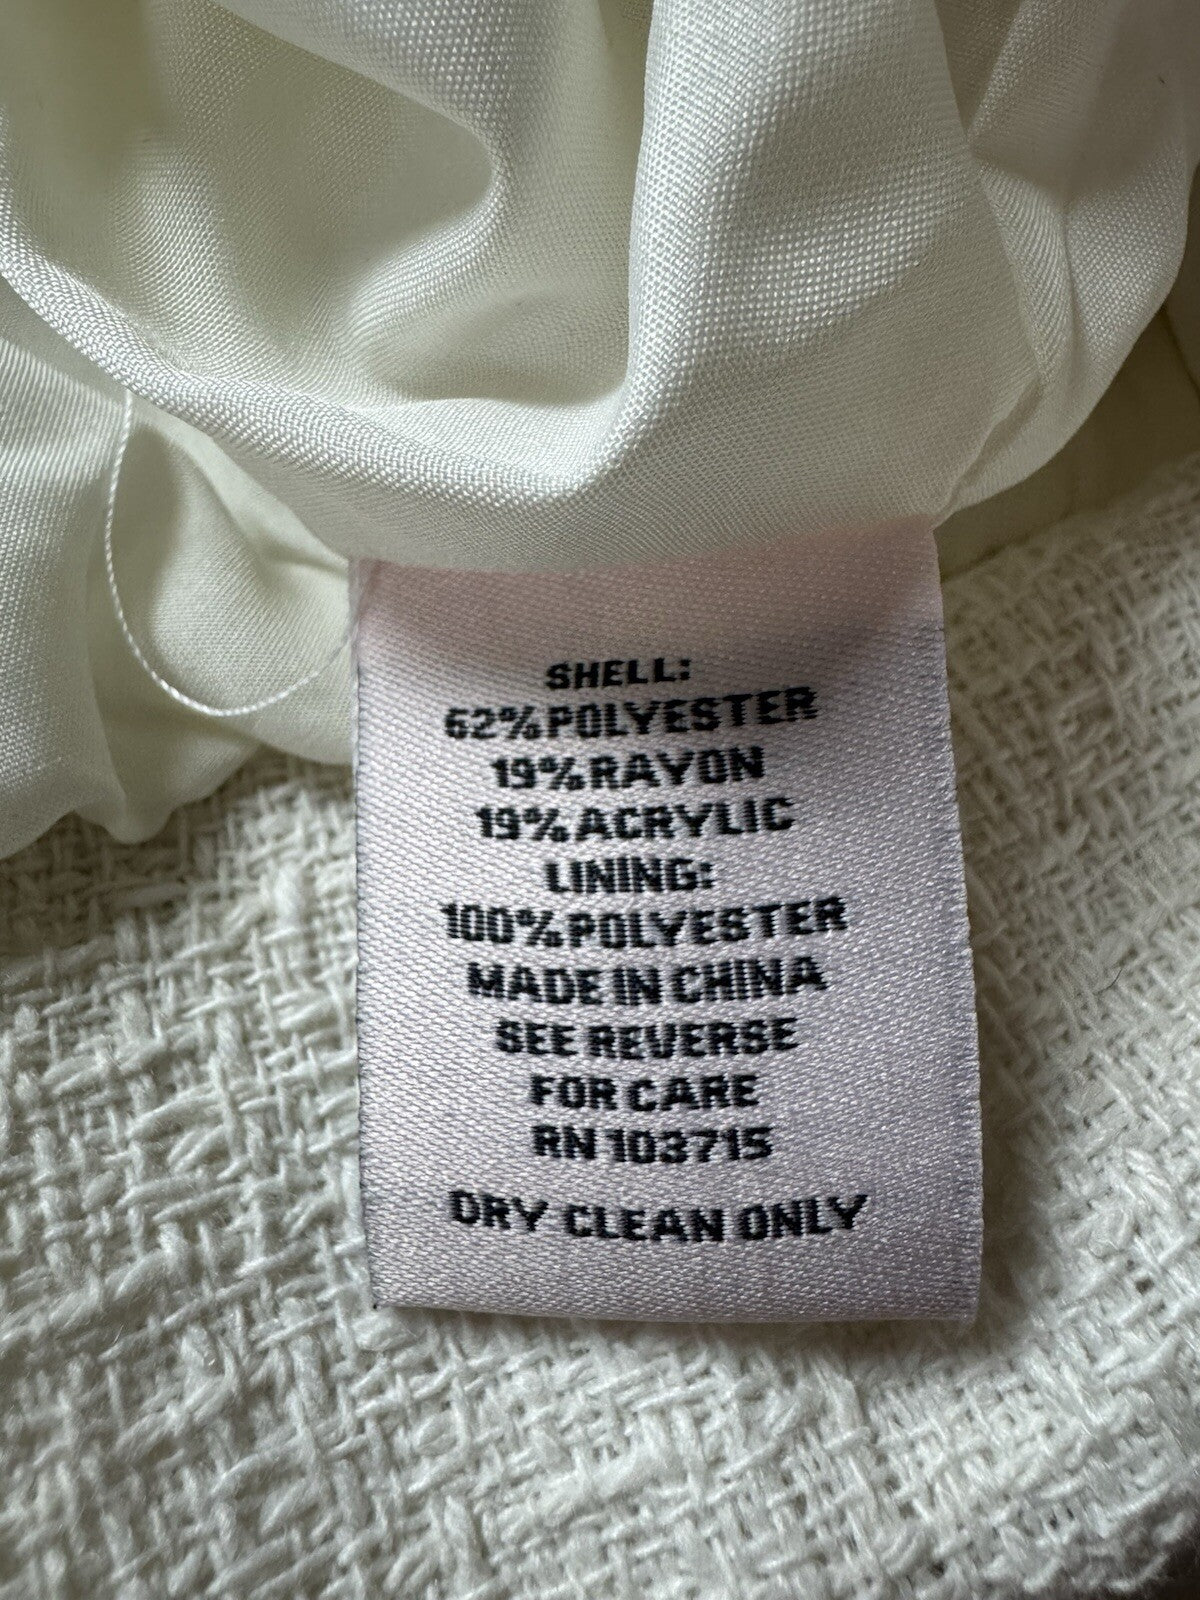 SHELL:
62% POLYESTER
19% RAYON
19% ACRYLIC
LINING:
100% POLYESTER
MADE IN CHINA
SEE REVERSE
FOR CARE
RN 103715
DRY CLEAN ONLY